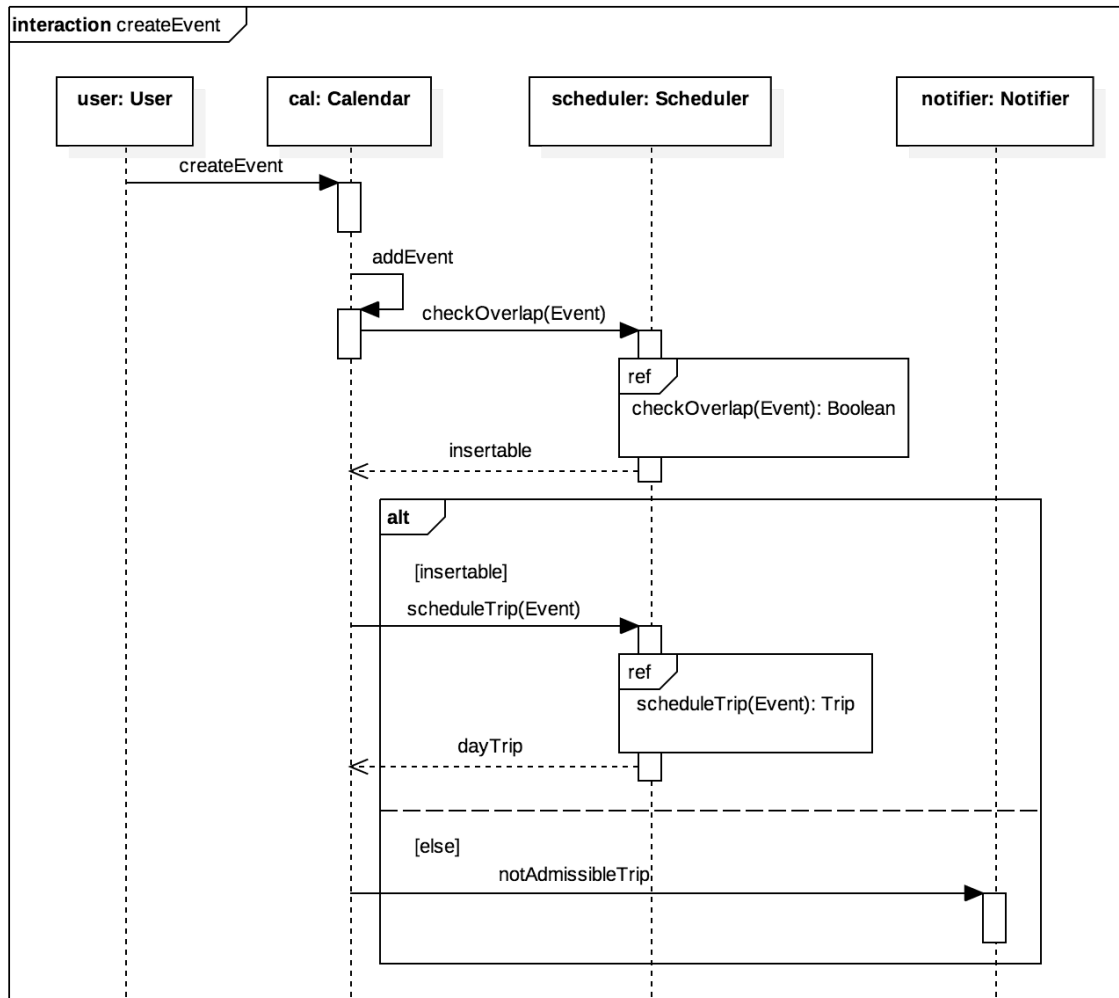 interaction createEvent
user: User
cal: Calendar
scheduler: Scheduler
notifier: Notifier
createEvent
addEvent
checkOverlap(Event)
ref
checkOverlap(Event): Boolean
insertable
alt
[insertable]
scheduleTrip(Event)
ref
scheduleTrip(Event): Trip
dayTrip
[else]
notAdmissibleTrip